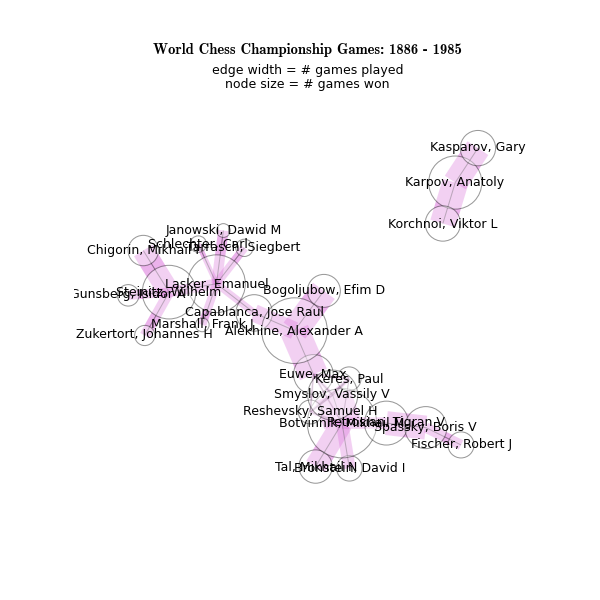 World Chess Championship Games: 1886 - 1985
edge width = # games played
node size = # games won
Kasparov, Gary
Karpov, Anatoly
Korchnoi, Viktor L
Janowski, Dawid M
Schlechter, Carl
Tarrasch, Siegbert
Chigorin, Mikhail I
Lasker, Emanuel
Bogoljubow, Efim D
Steinitz, Wilhelm
Gunsberg, Isidor A
Capablanca, Jose Raul
Marshall, Frank J
Alekhine, Alexander A
Zukertort, Johannes H
Euwe, Max
Keres, Paul
Smyslov, Vassily V
Reshevsky, Samuel H
Botvinnik, Mikhail M
Petrosian, Tigran V
Spassky, Boris V
Fischer, Robert J
Tal, Mikhail N
Bronstein, David I